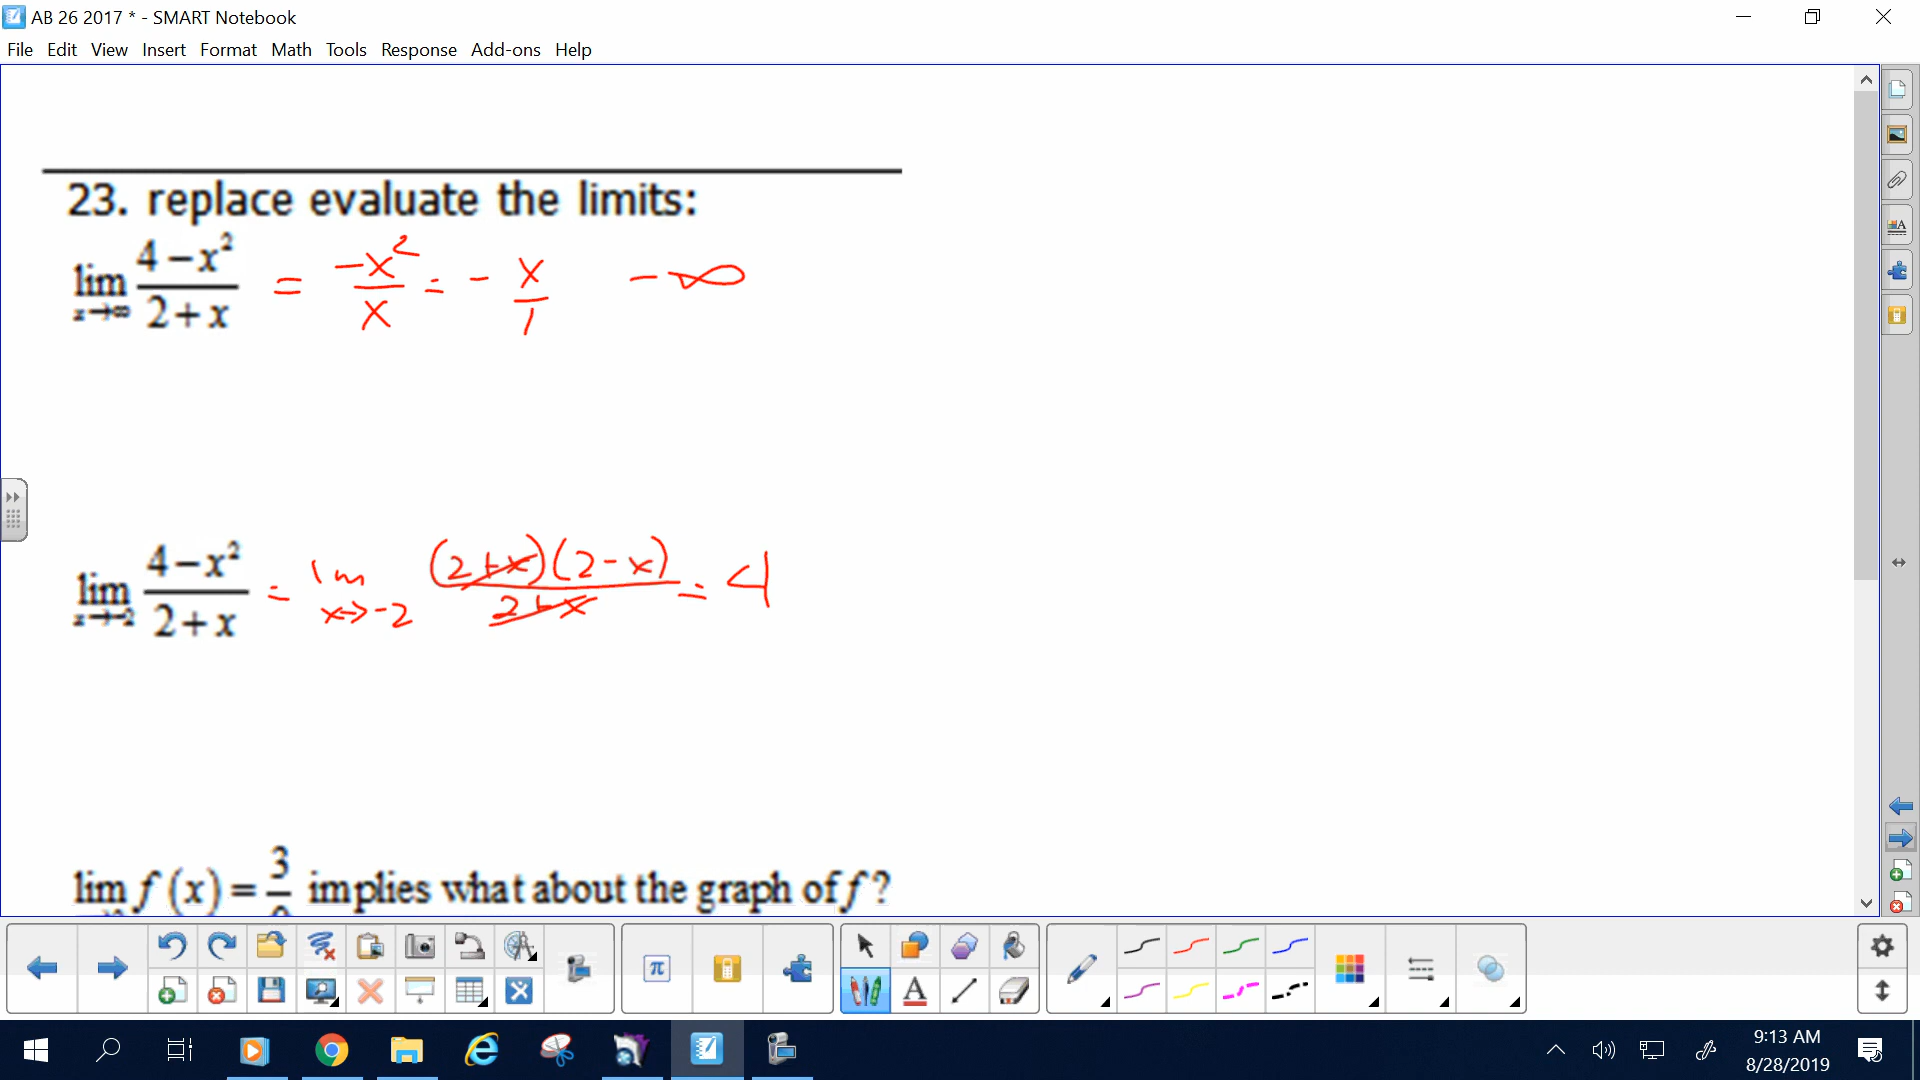 AB 26 2017 * - SMART Notebook
File Edit View Insert Format Math Tools Response Add-ons Help
23. replace evaluate the limits:
lim x→∞ (4 − x²)/(2 + x) = −x²/x = − x/1 −∞
lim x→−2 (4 − x²)/(2 + x) = lim x→−2 (2+x)(2−x)/(2+x) = 4
lim f(x) = 3/ implies what about the graph of f?
π
A
9:13 AM
8/28/2019